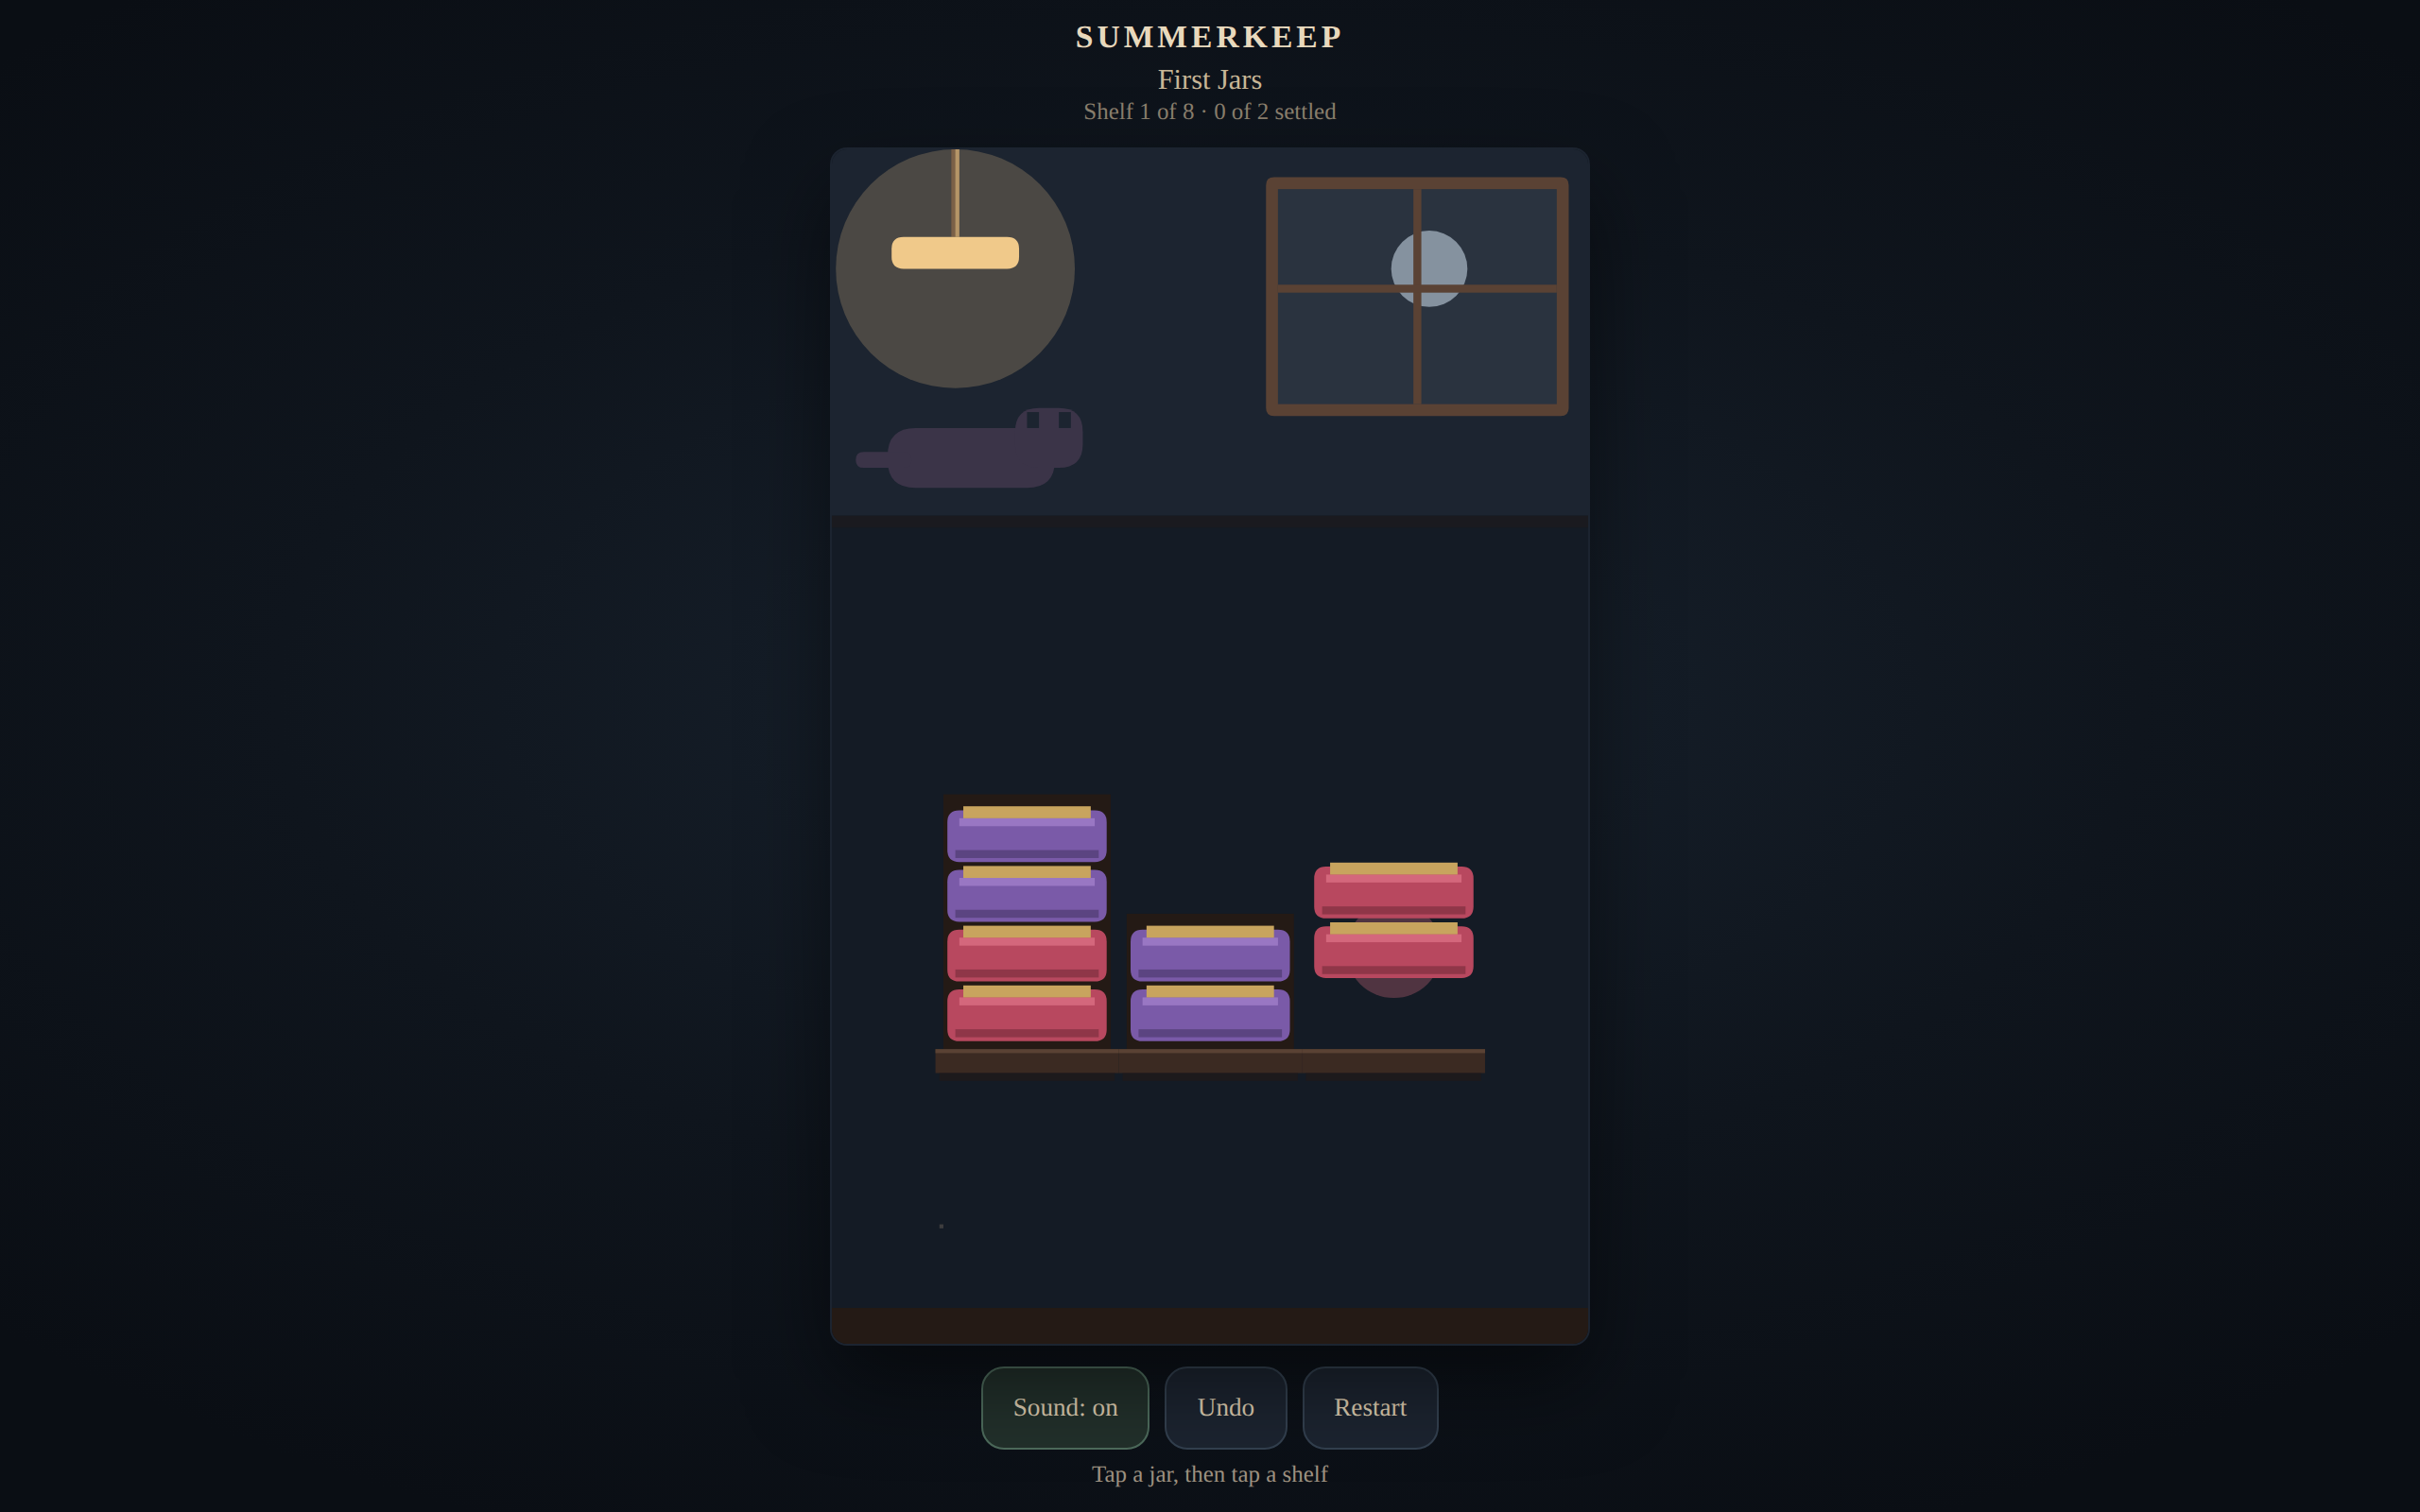 SUMMERKEEP
First Jars
Shelf 1 of 8 · 0 of 2 settled
Sound: on
Undo
Restart
Tap a jar, then tap a shelf